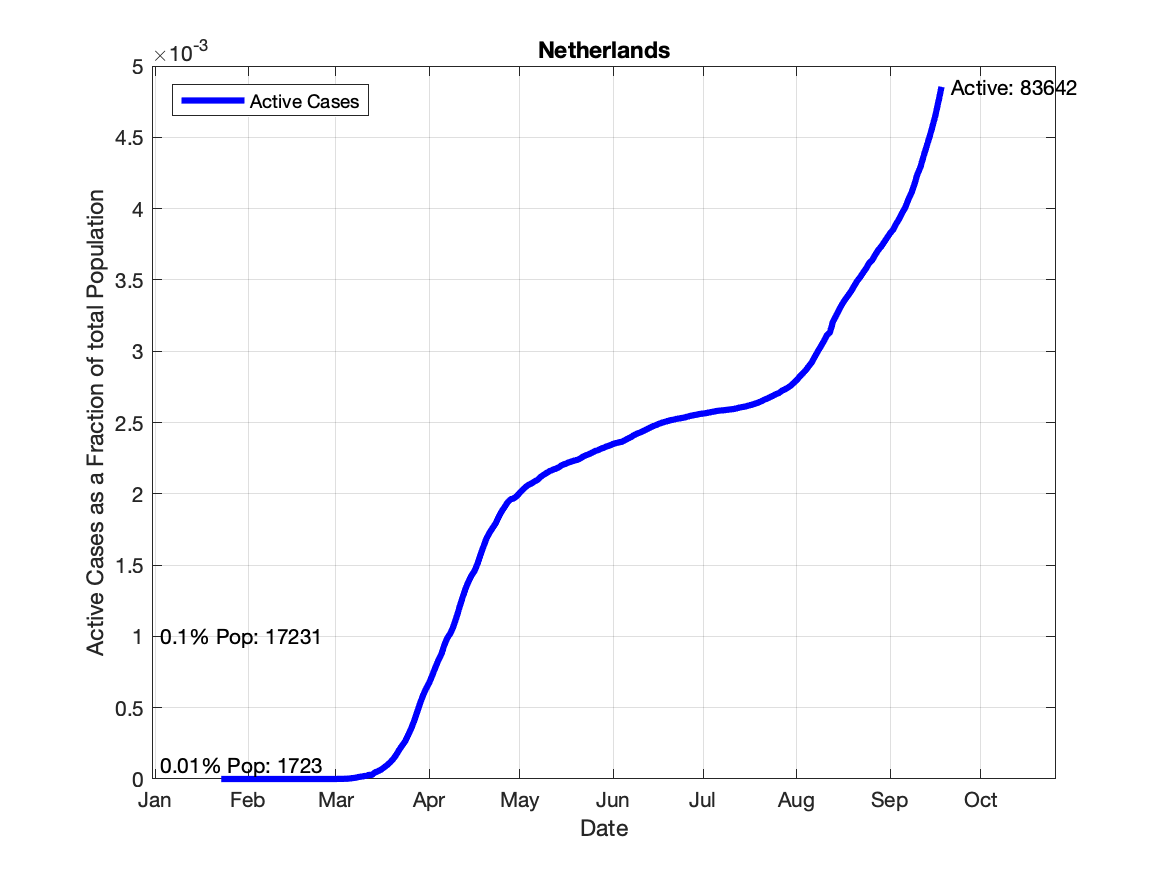 Netherlands
×10-3
5
4.5
4
3.5
3
2.5
2
1.5
1
0.5
0
Active Cases as a Fraction of total Population
Active Cases
Active: 83642
0.1% Pop: 17231
0.01% Pop: 1723
Jan Feb Mar Apr May Jun Jul Aug Sep Oct
Date